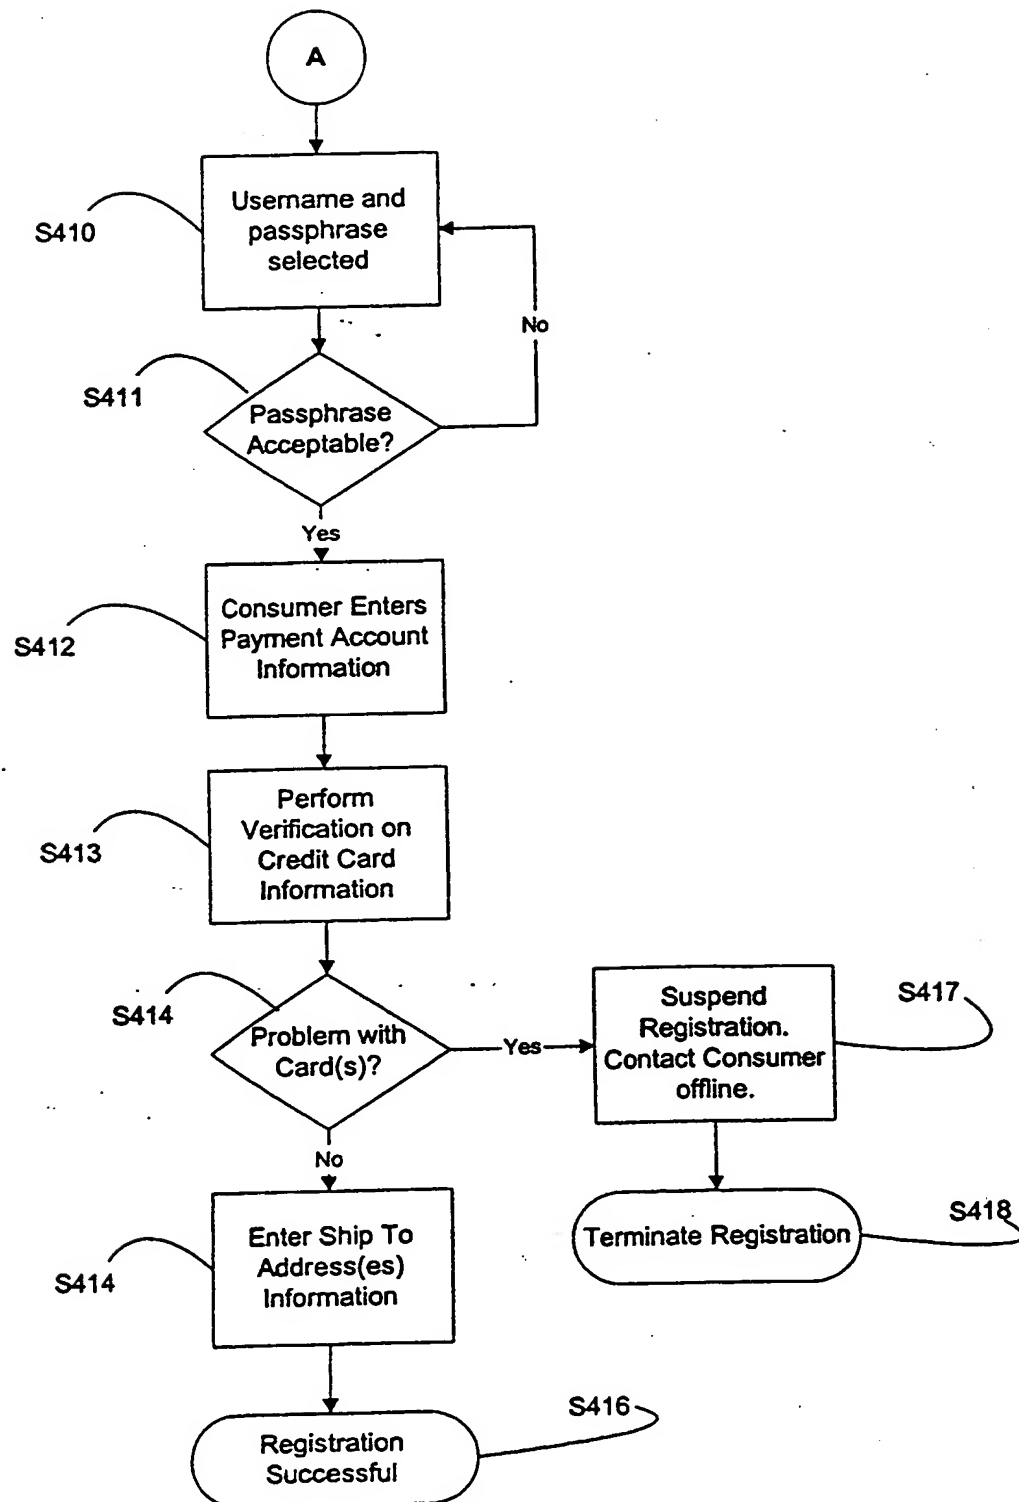 A
Username and
passphrase
selected
S410
No
S411
Passphrase
Acceptable?
Yes
Consumer Enters
Payment Account
Information
S412
Perform
Verification on
Credit Card
Information
S413
S414
Problem with
Card(s)?
Yes
Suspend
Registration.
Contact Consumer
offline.
S417
No
Enter Ship To
Address(es)
Information
S414
Terminate Registration
S418
S416
Registration
Successful